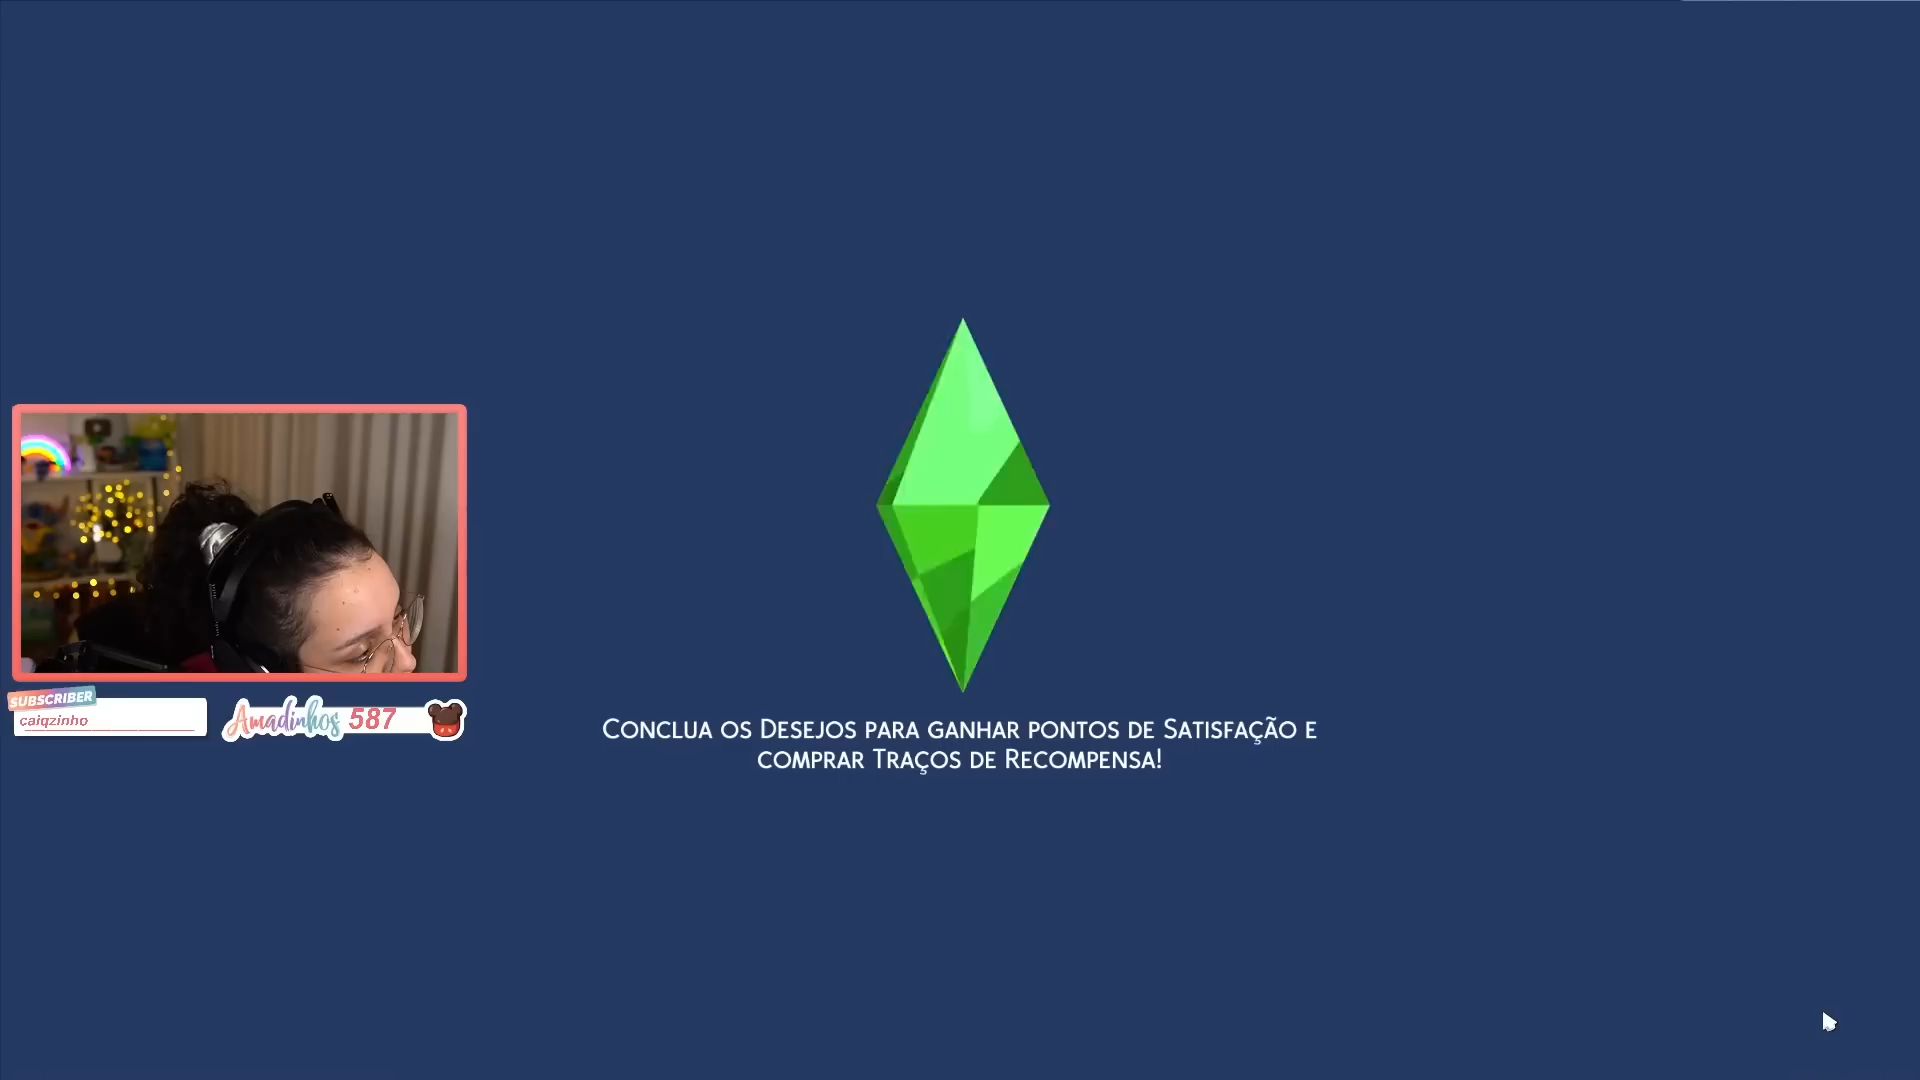 SUBSCRIBER
caiqzinho
Amadinhos 587
Conclua os Desejos para ganhar pontos de Satisfação e
comprar Traços de Recompensa!